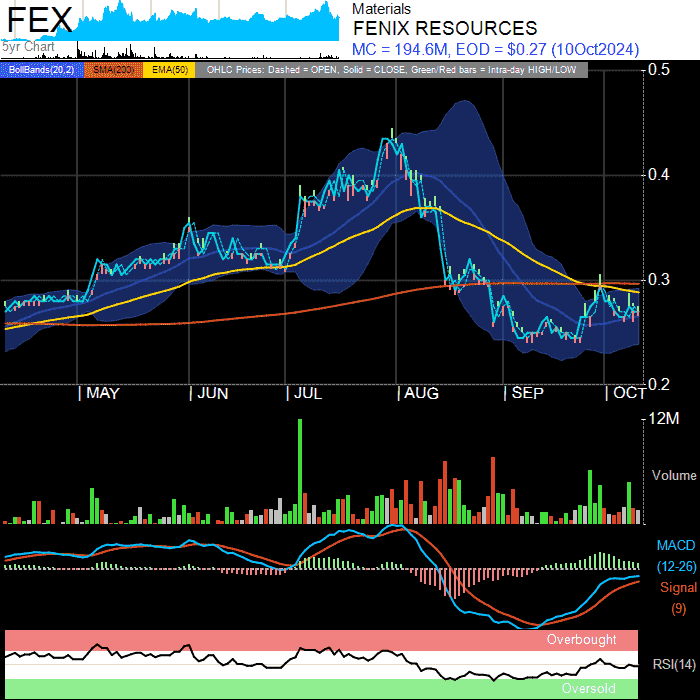 FEX
5yr Chart
Materials
FENIX RESOURCES
MC = 194.6M, EOD = $0.27 (10Oct2024)
BollBands(20,2) SMA(200) EMA(50) OHLC Prices: Dashed = OPEN, Solid = CLOSE, Green/Red bars = Intra-day HIGH/LOW
0.5
0.4
0.3
0.2
| MAY | JUN | JUL | AUG | SEP | OCT
12M
Volume
MACD
(12-26)
Signal
(9)
Overbought
RSI(14)
Oversold